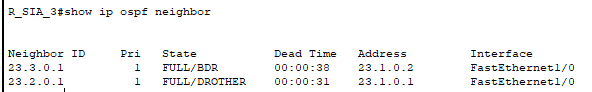 R_SIA_3#show ip ospf neighbor
Neighbor ID     Pri   State           Dead Time   Address         Interface
23.3.0.1          1   FULL/BDR        00:00:38    23.1.0.2        FastEthernet1/0
23.2.0.1          1   FULL/DROTHER    00:00:31    23.1.0.1        FastEthernet1/0